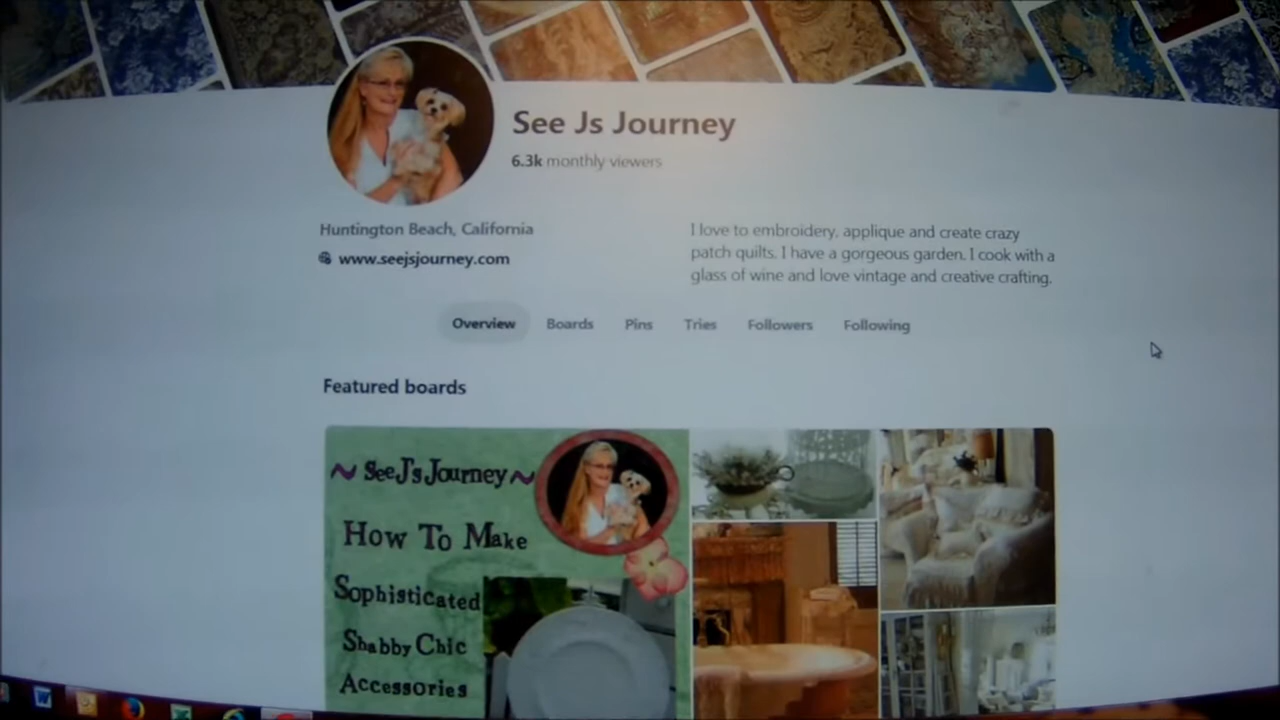 See Js Journey
6.3k monthly viewers
Huntington Beach, California
www.seejsjourney.com
I love to embroidery, applique and create crazy
patch quilts. I have a gorgeous garden. I cook with a
glass of wine and love vintage and creative crafting.
Overview Boards Pins Tries Followers Following
Featured boards
~ SeeJ's Journey ~
How To Make
Sophisticated
Shabby Chic
Accessories